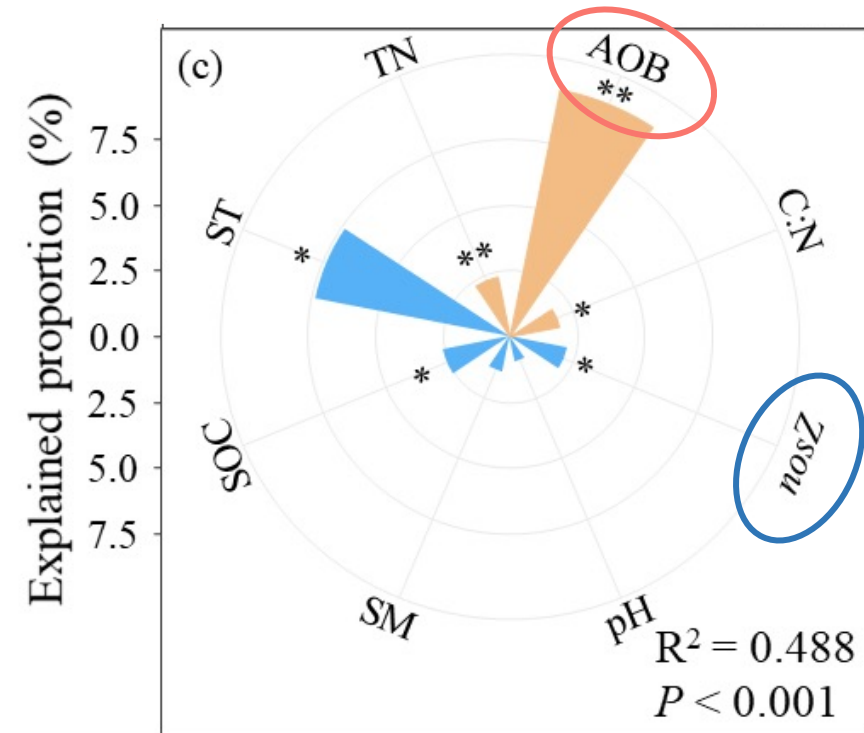 (c)
Explained proportion (%)
7.5
5.0
2.5
0.0
2.5
5.0
7.5
TN
AOB
**
C:N
*
nosZ
*
pH
SM
SOC
*
ST
*
**
R² = 0.488
P < 0.001